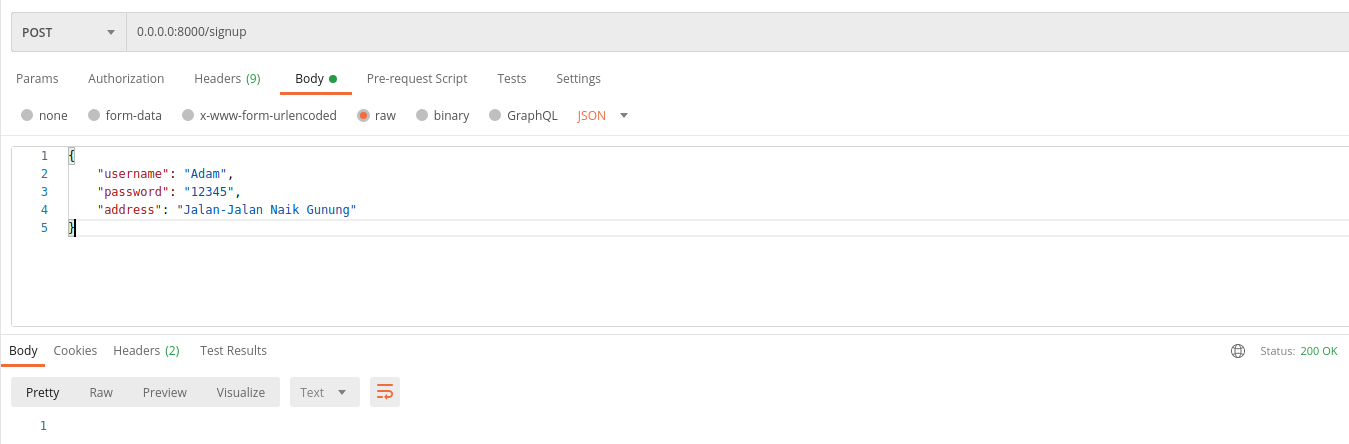 POST 0.0.0.0:8000/signup
Params Authorization Headers (9) Body Pre-request Script Tests Settings
none form-data x-www-form-urlencoded raw binary GraphQL JSON
1 {
2 "username": "Adam",
3 "password": "12345",
4 "address": "Jalan-Jalan Naik Gunung"
5 }
Body Cookies Headers (2) Test Results Status: 200 OK
Pretty Raw Preview Visualize Text
1